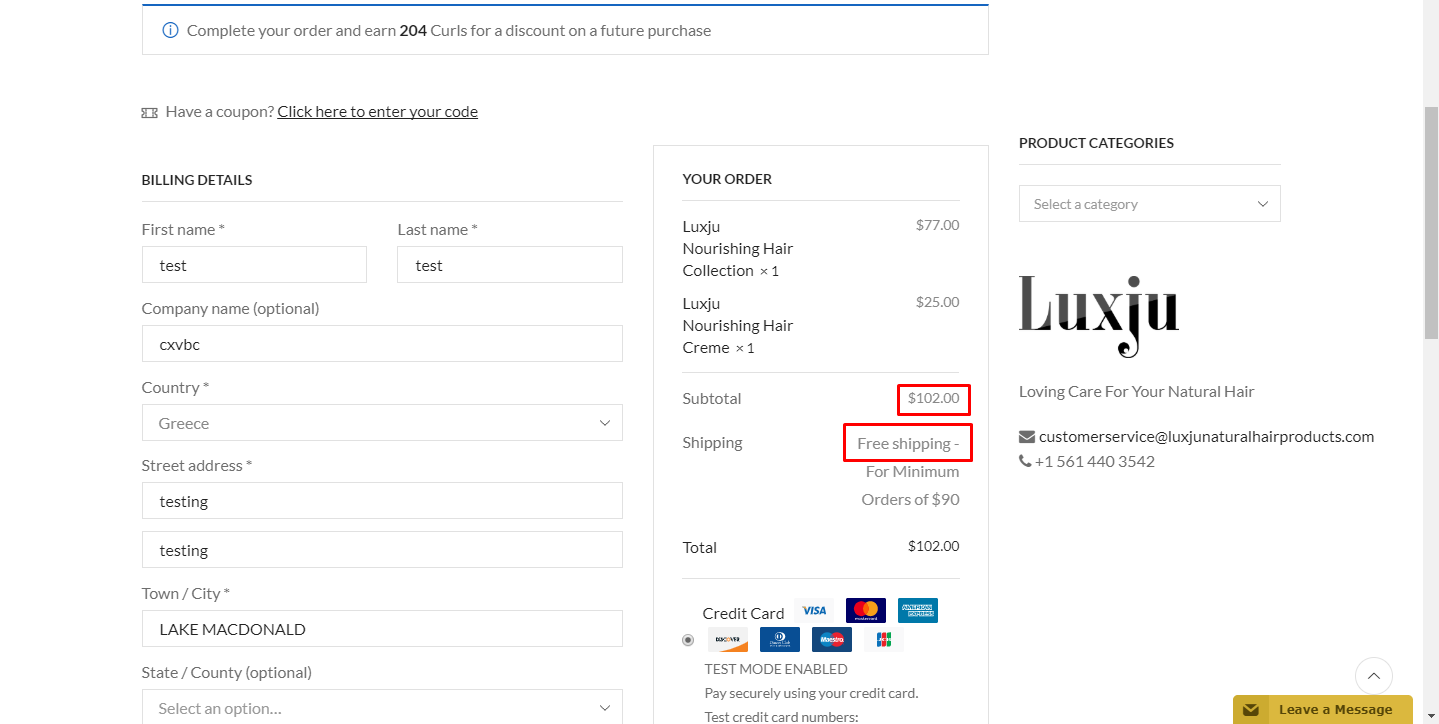 Complete your order and earn 204 Curls for a discount on a future purchase
Have a coupon? Click here to enter your code
BILLING DETAILS
First name *
Last name *
test
test
Company name (optional)
cxvbc
Country *
Greece
Street address *
testing
testing
Town / City *
LAKE MACDONALD
State / County (optional)
Select an option...
YOUR ORDER
Luxju $77.00
Nourishing Hair
Collection × 1
Luxju $25.00
Nourishing Hair
Creme × 1
Subtotal $102.00
Shipping Free shipping -
For Minimum
Orders of $90
Total $102.00
Credit Card VISA mastercard AMERICAN EXPRESS
DISCOVER Diners Club Maestro JCB
TEST MODE ENABLED
Pay securely using your credit card.
Test credit card numbers:
PRODUCT CATEGORIES
Select a category
Luxju
Loving Care For Your Natural Hair
customerservice@luxjunaturalhairproducts.com
+1 561 440 3542
Leave a Message